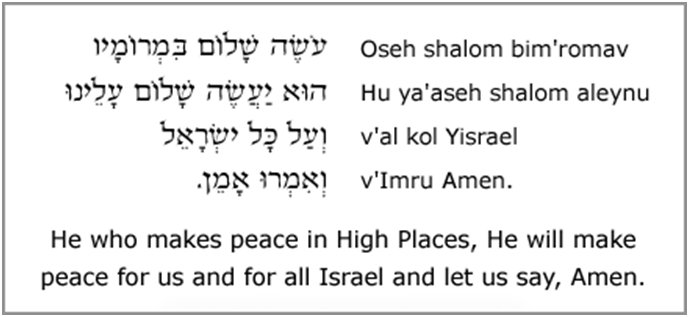 עֹשֶׂה שָׁלוֹם בִּמְרוֹמָיו Oseh shalom bim'romav
הוּא יַעֲשֶׂה שָׁלוֹם עָלֵינוּ Hu ya'aseh shalom aleynu
וְעַל כָּל יִשְׂרָאֵל v'al kol Yisrael
וְאִמְרוּ אָמֵן. v'Imru Amen.
He who makes peace in High Places, He will make
peace for us and for all Israel and let us say, Amen.